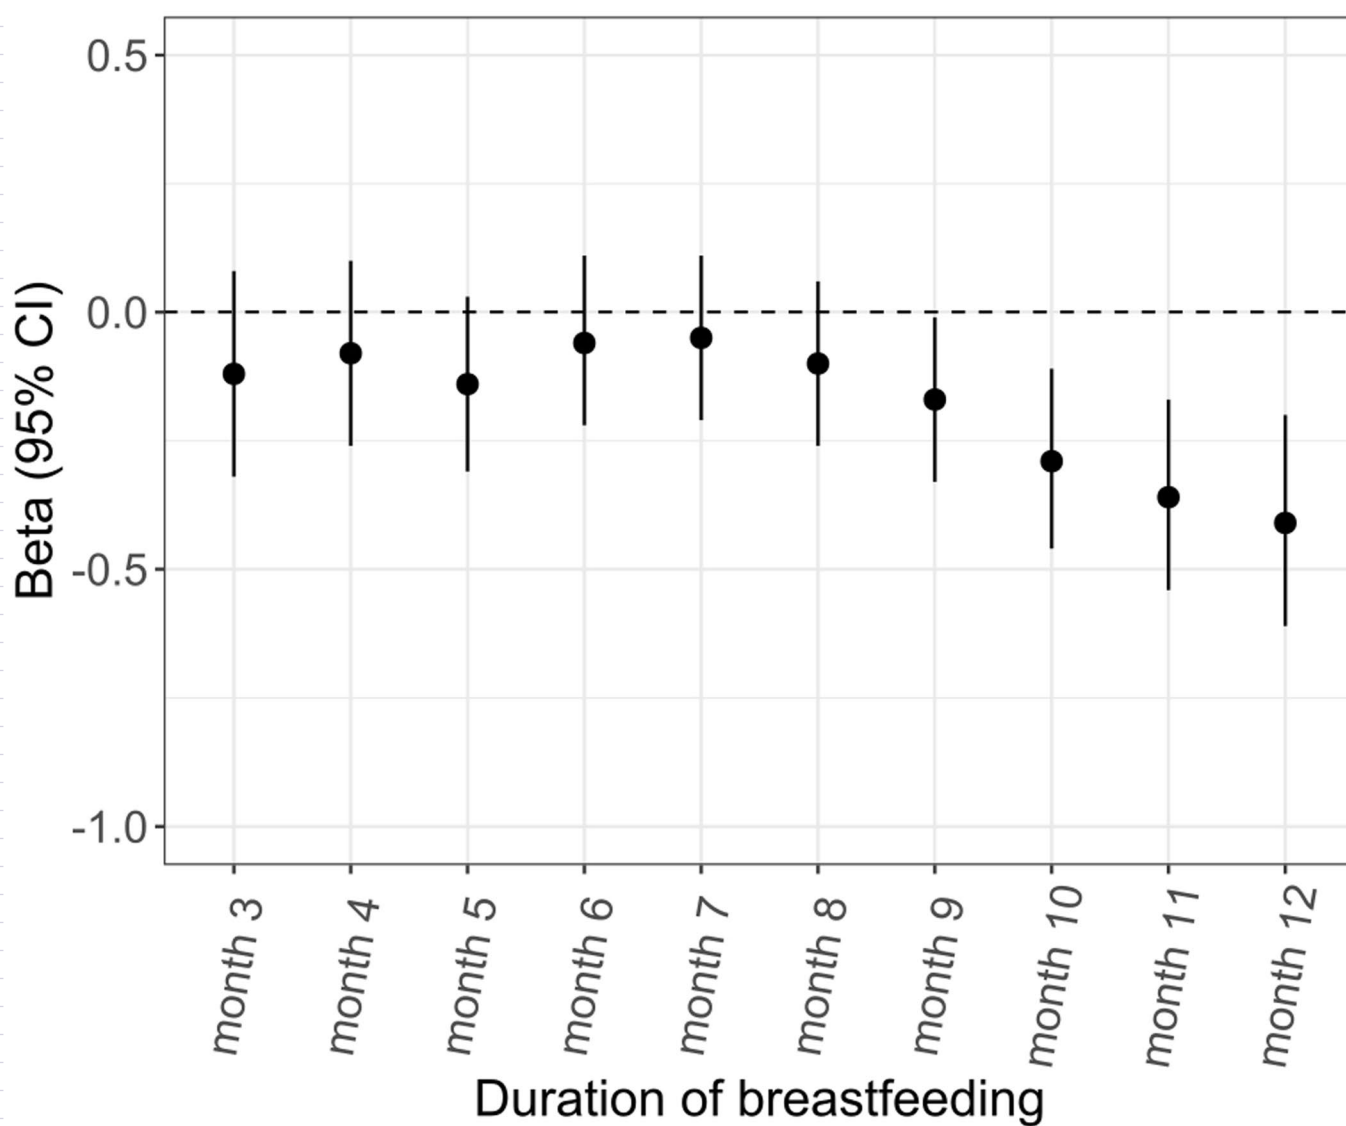 Beta (95% CI)
0.5
0.0
-0.5
-1.0
month 3
month 4
month 5
month 6
month 7
month 8
month 9
month 10
month 11
month 12
Duration of breastfeeding